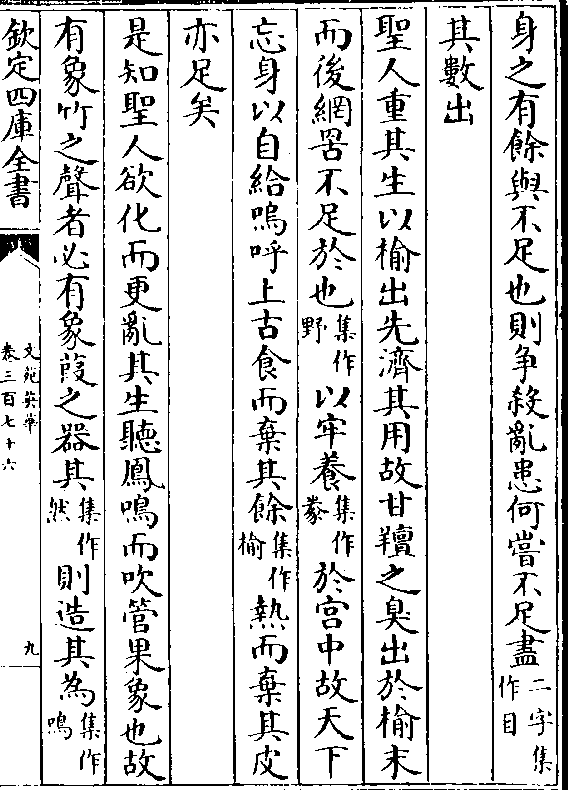 身之有餘與不足也則爭殺亂患何嘗不足盡二字集作目
其數出
聖人重其生以榆出先濟其用故甘羶之臭出於榆末
而後網罟不足於也集作野以牢養集作豢於宫中故天下
忘身以自給嗚呼上古食而棄其餘集作榆熱而棄其皮
亦足矣
是知聖人欲化而更亂其生聽鳳鳴而吹管果象也故
有象竹之聲者必有象葭之器其集作然則造其為集作鳴
欽定四庫全書
文苑英華
卷三百七十六
九